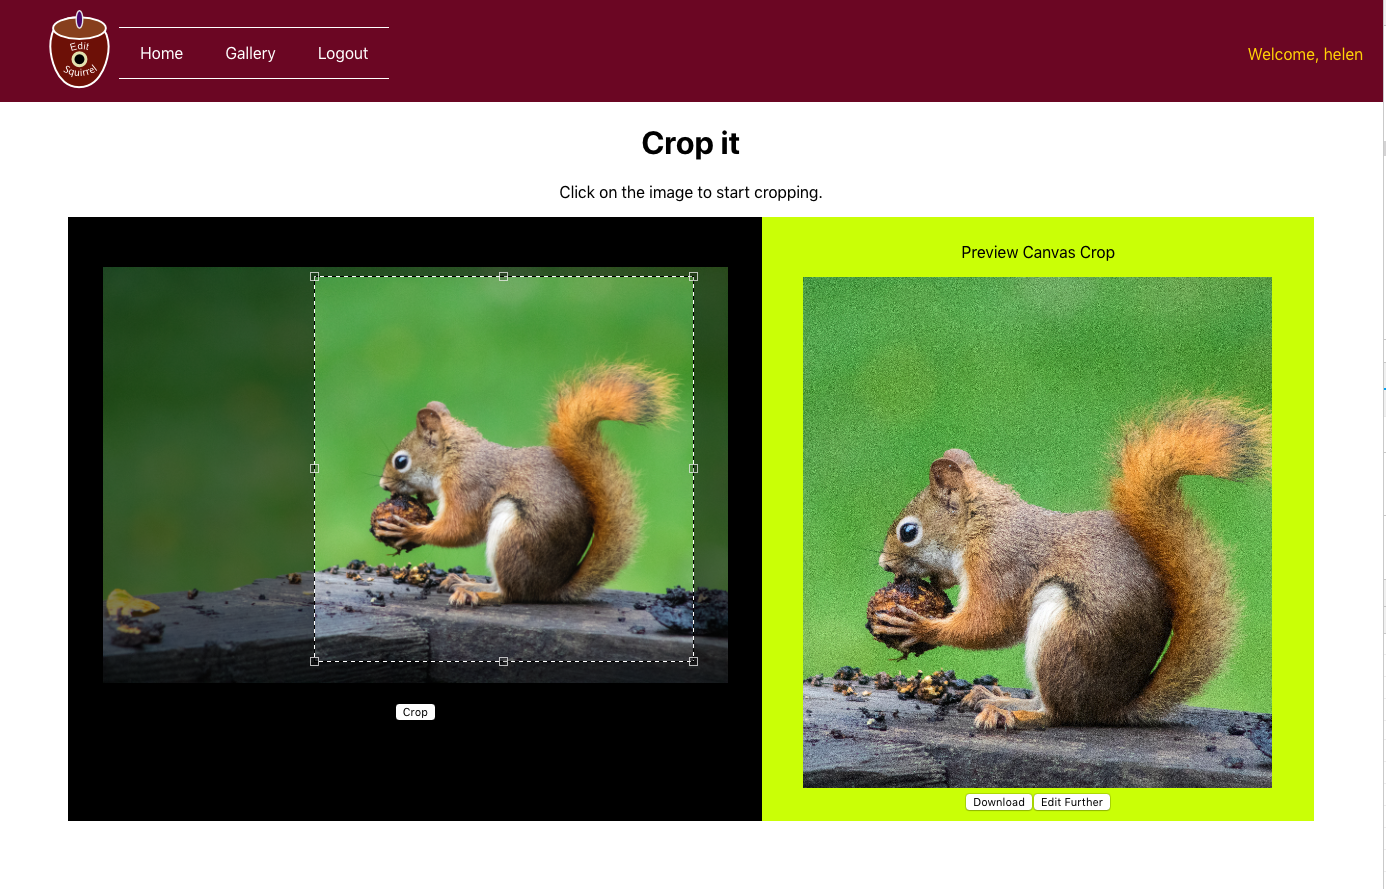 Edit
Squirrel
Home
Gallery
Logout
Welcome, helen
Crop it
Click on the image to start cropping.
Preview Canvas Crop
Crop
Download
Edit Further